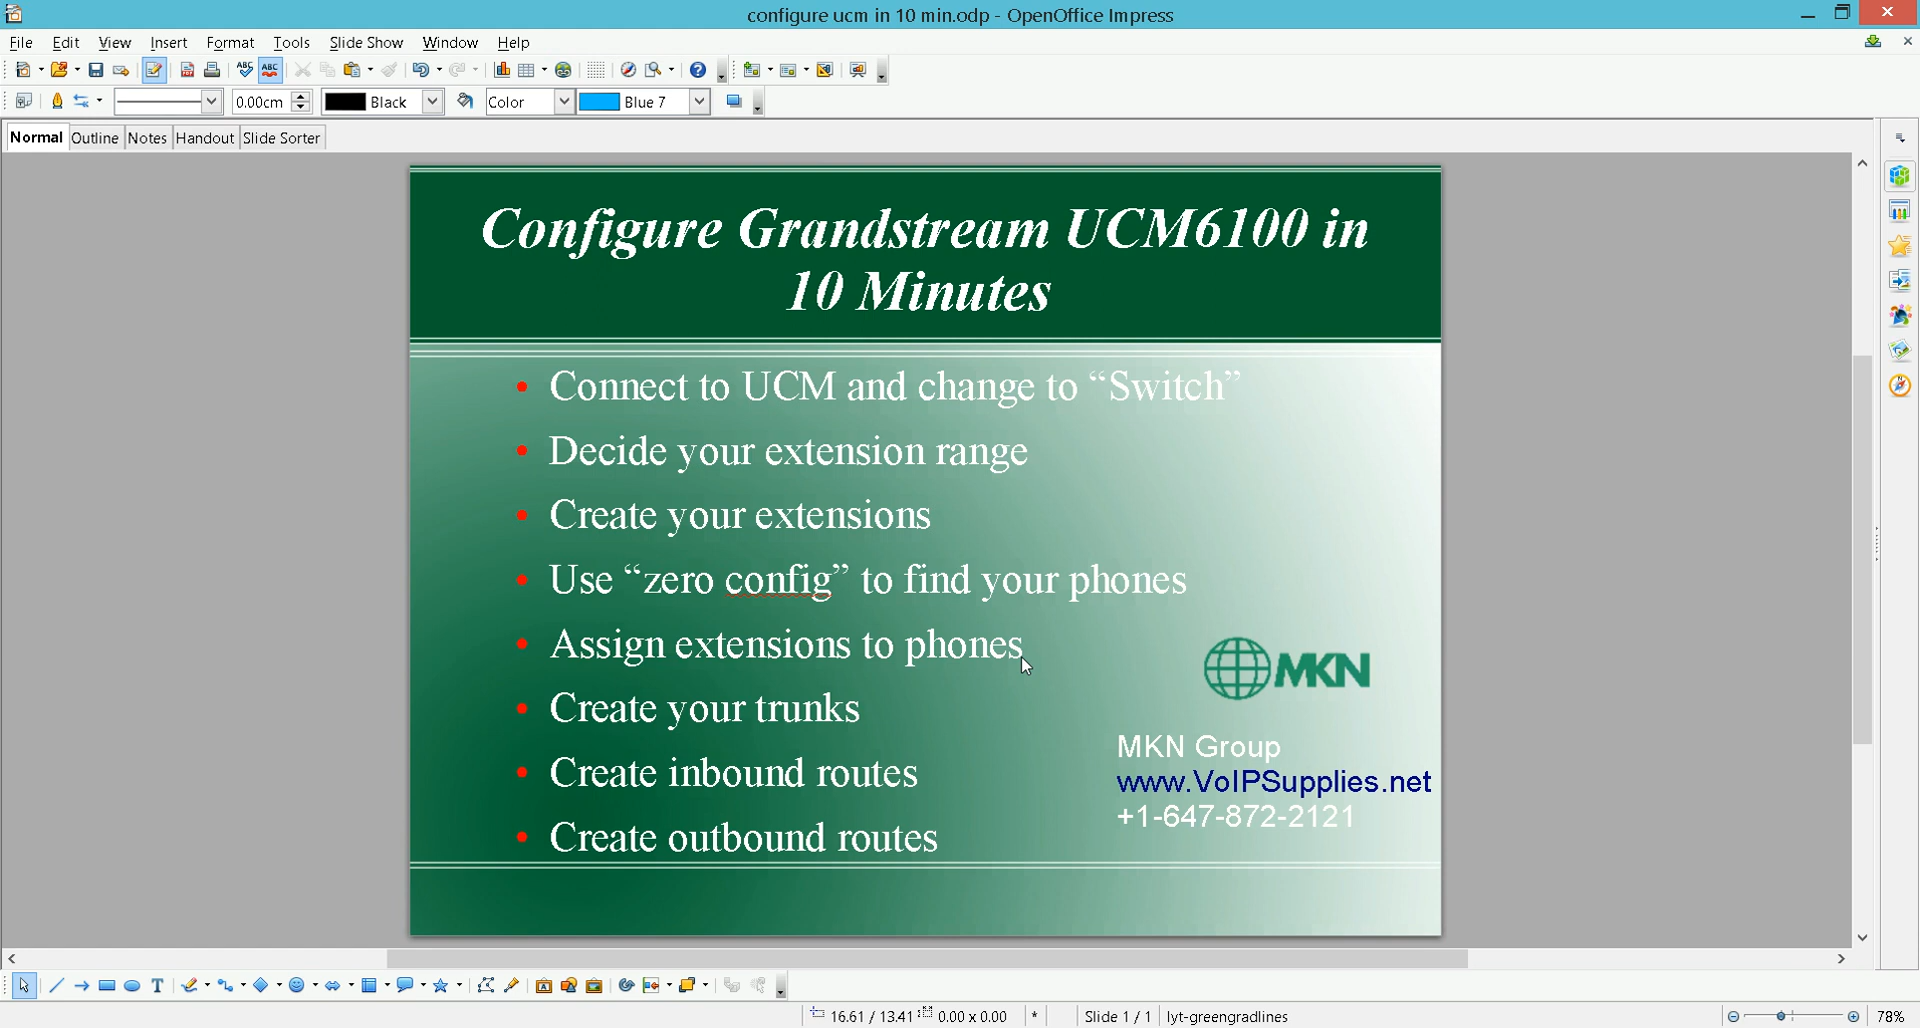 configure ucm in 10 min.odp - OpenOffice Impress
File Edit View Insert Format Tools Slide Show Window Help
ABC ABC
0.00cm Black Color Blue 7
Normal Outline Notes Handout Slide Sorter
Configure Grandstream UCM6100 in
10 Minutes
• Connect to UCM and change to “Switch”
• Decide your extension range
• Create your extensions
• Use “zero config” to find your phones
• Assign extensions to phones
• Create your trunks
• Create inbound routes
• Create outbound routes
MKN
MKN Group
www.VoIPSupplies.net
+1-647-872-2121
16.61 / 13.41 0.00 x 0.00 * Slide 1 / 1 lyt-greengradlines 78%